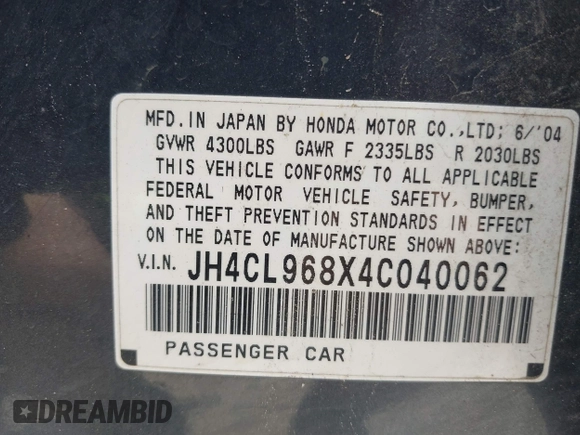 MFD.IN JAPAN BY HONDA MOTOR CO.,LTD; 6/'04
GVWR 4300LBS GAWR F 2335LBS R 2030LBS
THIS VEHICLE CONFORMS TO ALL APPLICABLE
FEDERAL MOTOR VEHICLE SAFETY, BUMPER,
AND THEFT PREVENTION STANDARDS IN EFFECT
ON THE DATE OF MANUFACTURE SHOWN ABOVE:
V.I.N. JH4CL968X4C040062
PASSENGER CAR
DREAMBID